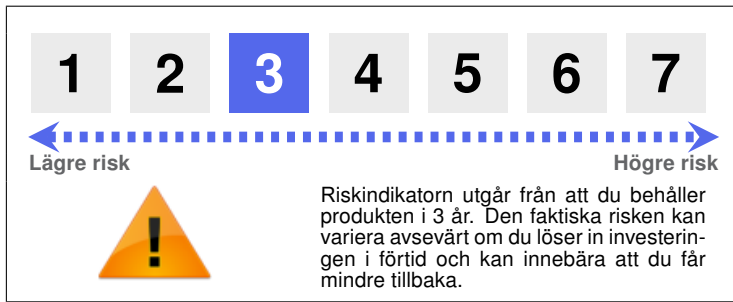 1 2 3 4 5 6 7
Lägre risk Högre risk
!
Riskindikatorn utgår från att du behåller
produkten i 3 år. Den faktiska risken kan
variera avsevärt om du löser in investerin-
gen i förtid och kan innebära att du får
mindre tillbaka.